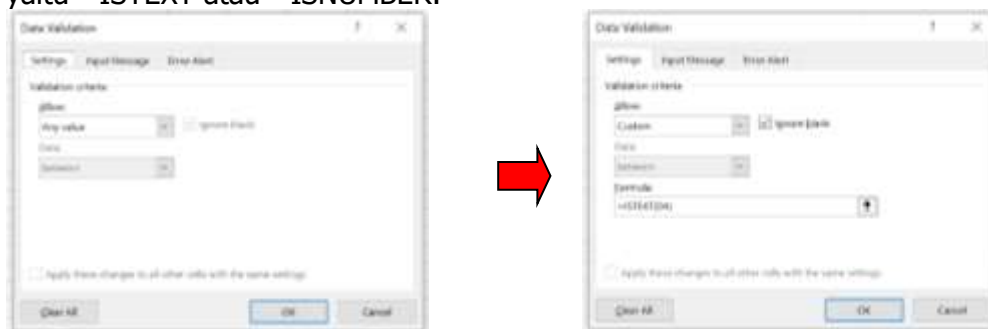 yaitu "=ISTEXT atau "=ISNUMBER.
Data Validation
Settings Input Message Error Alert
Validation criteria
Allow:
Any value
Ignore blank
Data:
between
Apply these changes to all other cells with the same settings
Clear All OK Cancel
Data Validation
Settings Input Message Error Alert
Validation criteria
Allow:
Custom
Ignore blank
Data:
between
Formula
Apply these changes to all other cells with the same settings
Clear All OK Cancel